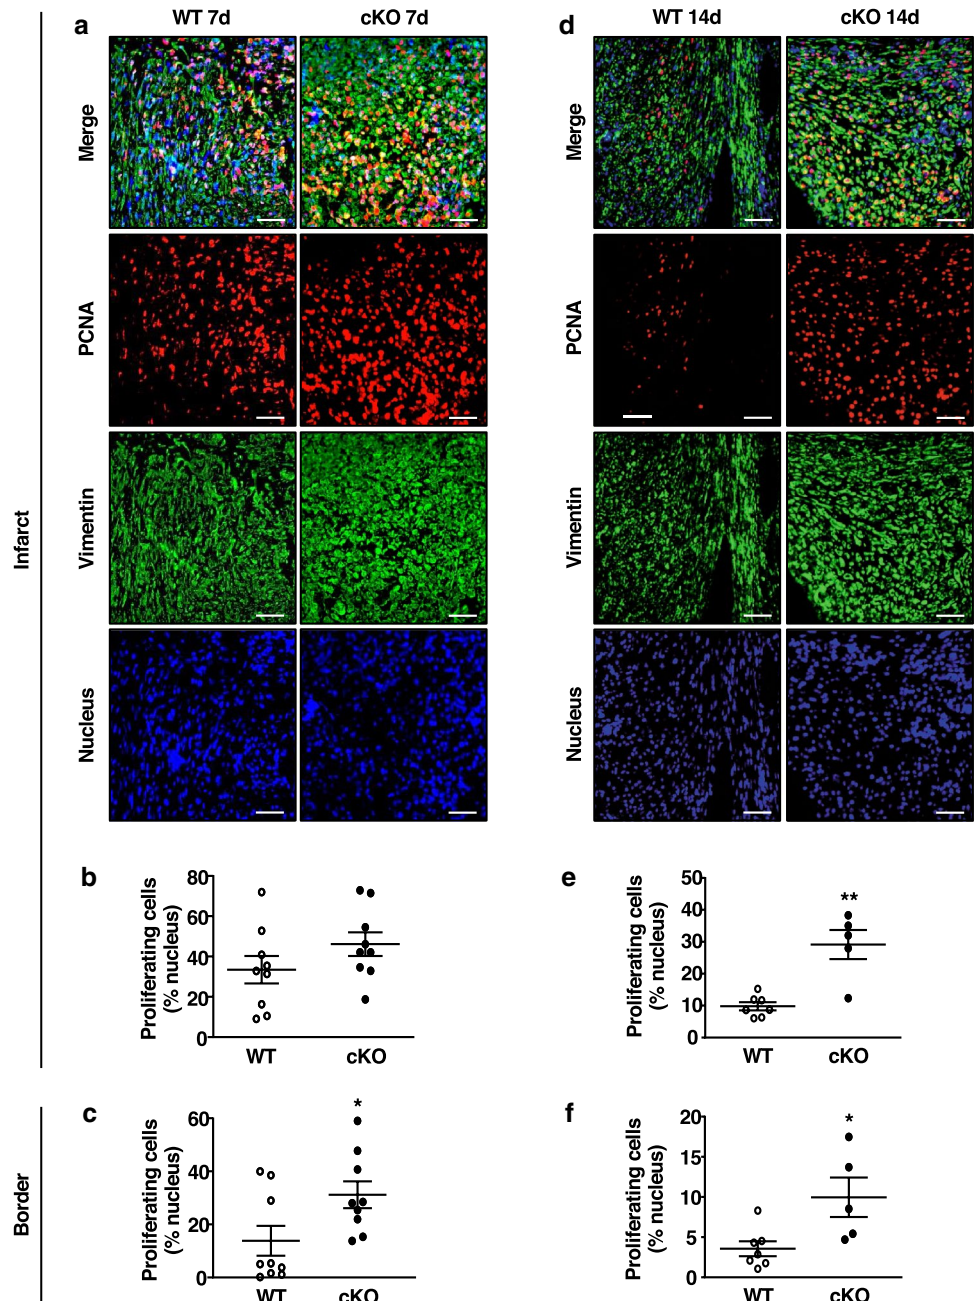 a
WT 7d
cKO 7d
d
WT 14d
cKO 14d
Merge
PCNA
Vimentin
Nucleus
Merge
PCNA
Vimentin
Nucleus
Infarct
b
Proliferating cells
(% nucleus)
80
60
40
20
0
WT
cKO
e
Proliferating cells
(% nucleus)
50
40
30
20
10
0
**
WT
cKO
Border
c
Proliferating cells
(% nucleus)
60
40
20
0
*
WT
cKO
f
Proliferating cells
(% nucleus)
20
15
10
5
0
*
WT
cKO